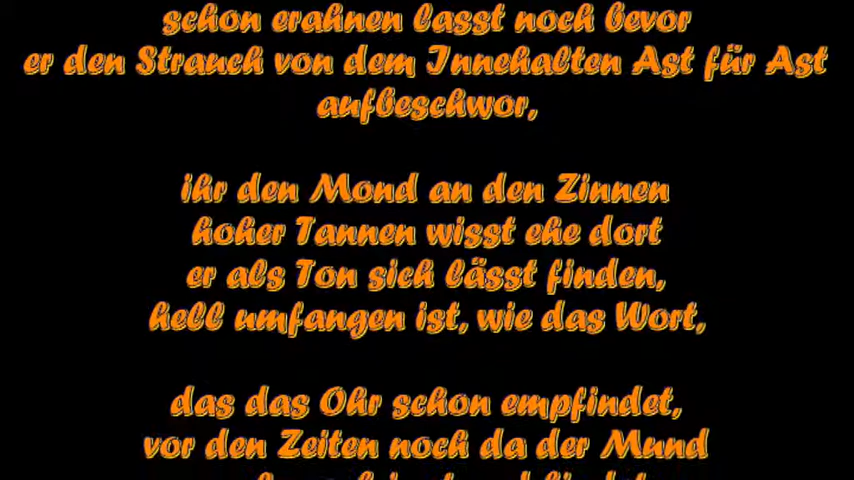 schon erahnen lasst noch bevor
er den Strauch von dem Innehalten Ast für Ast
aufbeschwor,
ihr den Mond an den Zinnen
hoher Tannen wisst ehe dort
er als Ton sich lässt finden,
hell umfangen ist, wie das Wort,
das das Ohr schon empfindet,
vor den Zeiten noch da der Mund